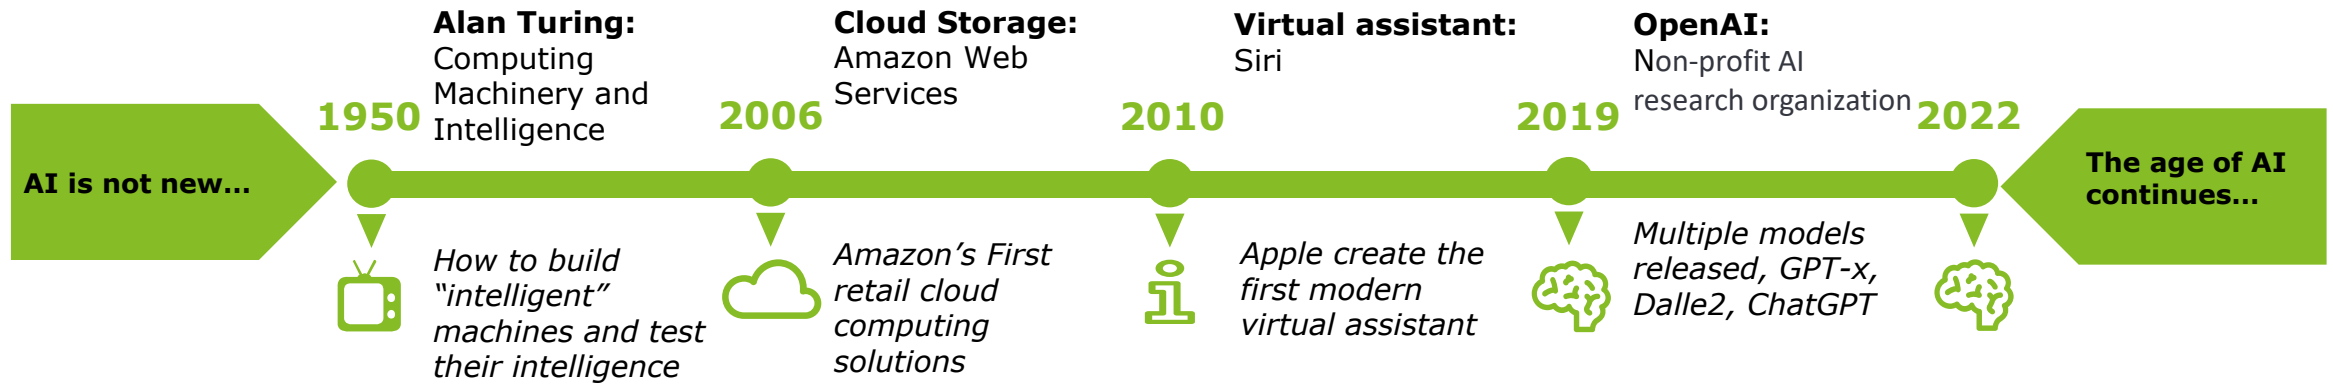 AI is not new...
1950
Alan Turing:
Computing
Machinery and
Intelligence
How to build
“intelligent”
machines and test
their intelligence
2006
Cloud Storage:
Amazon Web
Services
Amazon’s First
retail cloud
computing
solutions
2010
Virtual assistant:
Siri
Apple create the
first modern
virtual assistant
2019
OpenAI:
Non-profit AI
research organization
Multiple models
released, GPT-x,
Dalle2, ChatGPT
2022
The age of AI
continues...